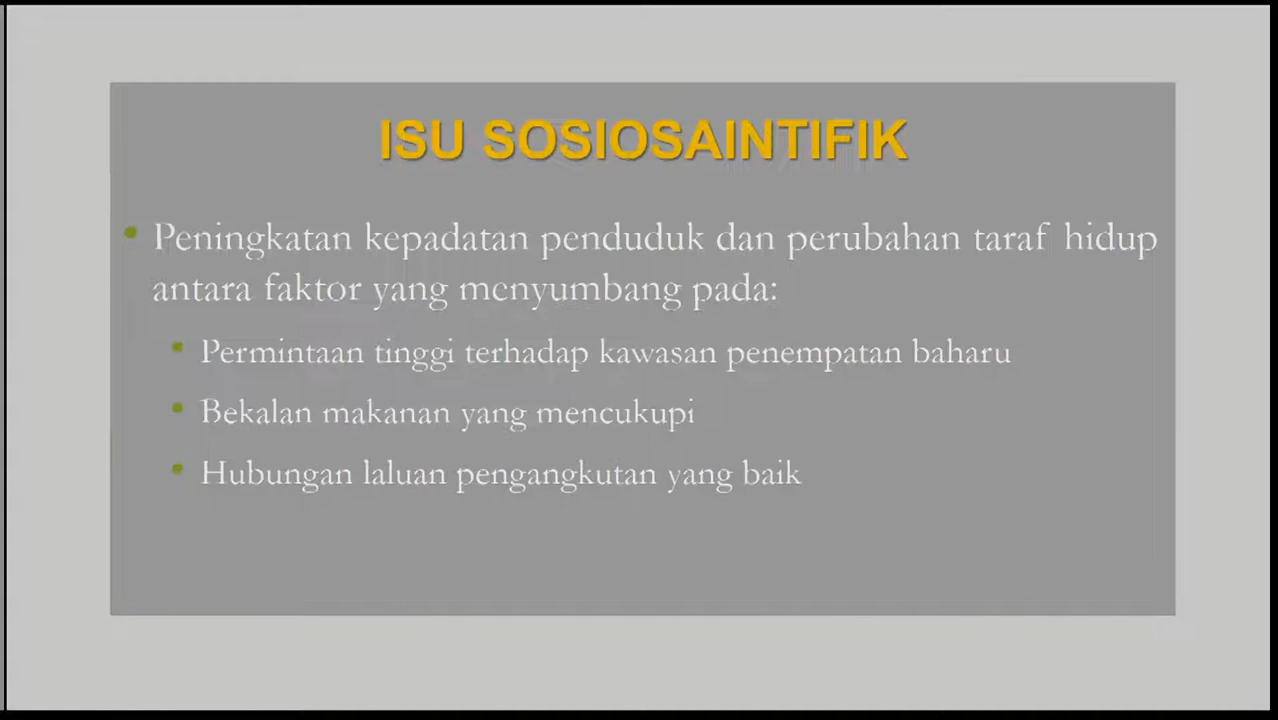 ISU SOSIOSAINTIFIK
• Peningkatan kepadatan penduduk dan perubahan taraf hidup
antara faktor yang menyumbang pada:
▪ Permintaan tinggi terhadap kawasan penempatan baharu
▪ Bekalan makanan yang mencukupi
▪ Hubungan laluan pengangkutan yang baik